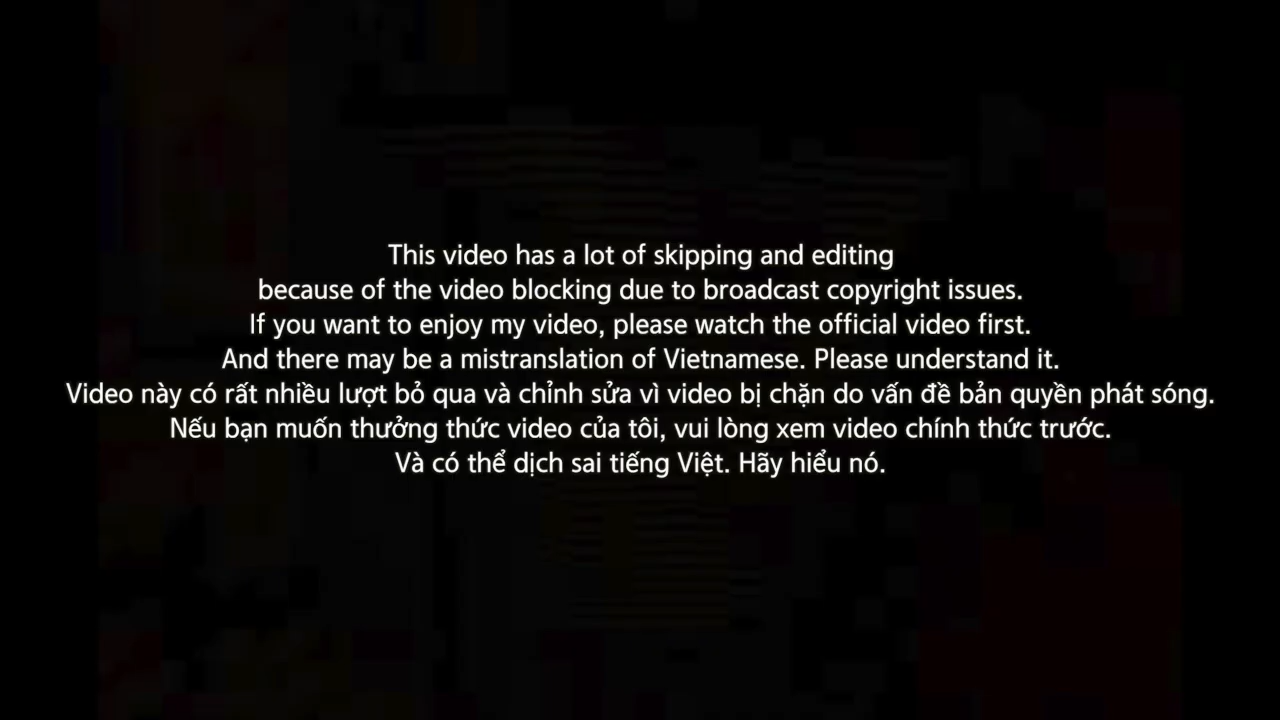 This video has a lot of skipping and editing
because of the video blocking due to broadcast copyright issues.
If you want to enjoy my video, please watch the official video first.
And there may be a mistranslation of Vietnamese. Please understand it.
Video này có rất nhiều lượt bỏ qua và chỉnh sửa vì video bị chặn do vấn đề bản quyền phát sóng.
Nếu bạn muốn thưởng thức video của tôi, vui lòng xem video chính thức trước.
Và có thể dịch sai tiếng Việt. Hãy hiểu nó.